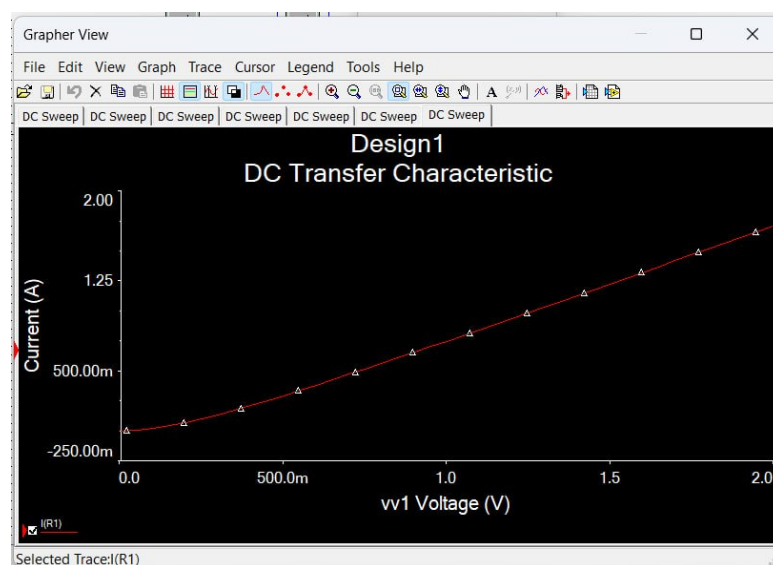 Grapher View
File Edit View Graph Trace Cursor Legend Tools Help
A
DC Sweep DC Sweep DC Sweep DC Sweep DC Sweep DC Sweep DC Sweep
Design1
DC Transfer Characteristic
2.00
1.25
500.00m
-250.00m
Current (A)
0.0 500.0m 1.0 1.5 2.0
vv1 Voltage (V)
I(R1)
Selected Trace:I(R1)